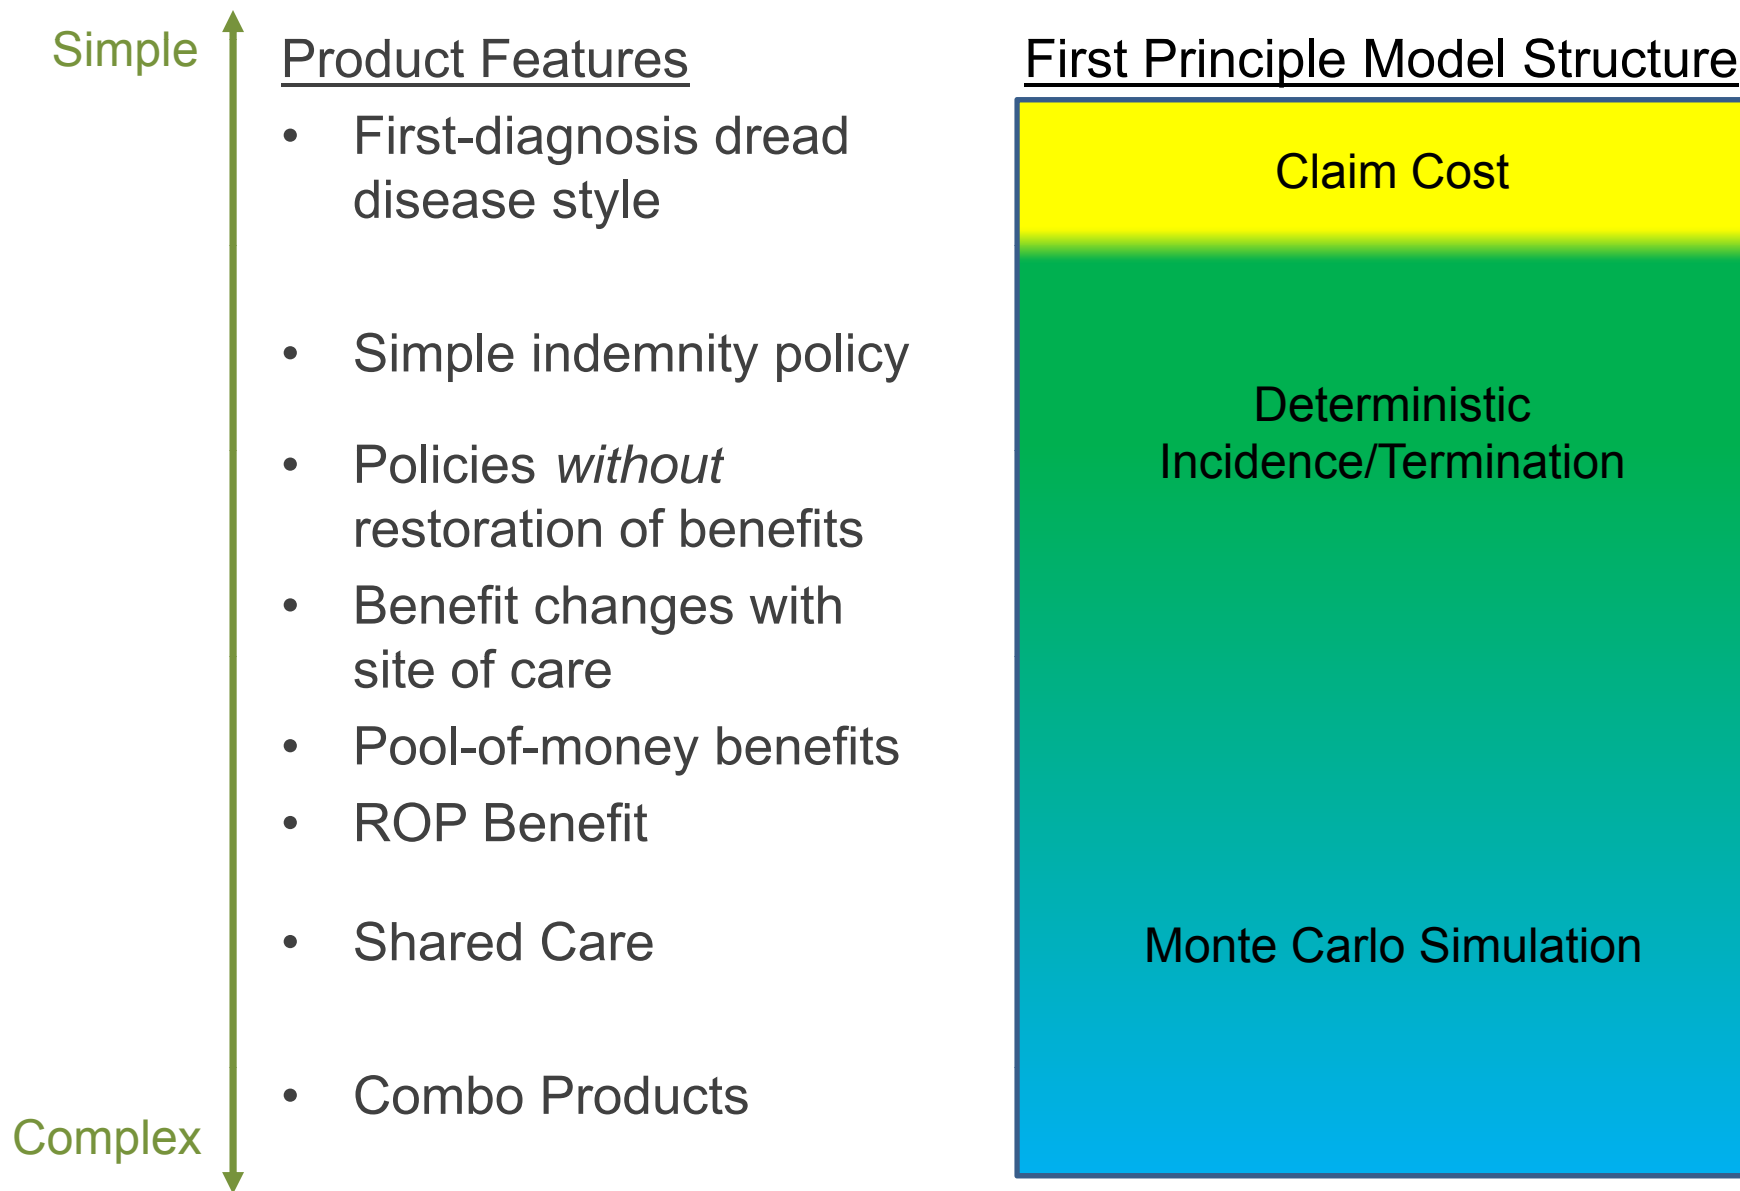 Simple
Product Features
• First-diagnosis dread
disease style
• Simple indemnity policy
• Policies without
restoration of benefits
• Benefit changes with
site of care
• Pool-of-money benefits
• ROP Benefit
• Shared Care
• Combo Products
Complex
First Principle Model Structure
Claim Cost
Deterministic
Incidence/Termination
Monte Carlo Simulation